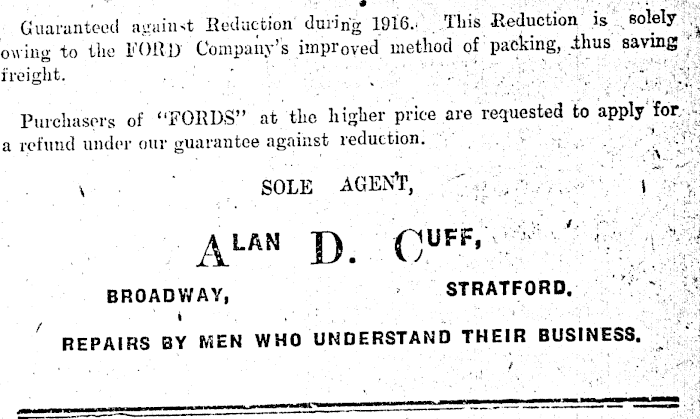 Guaranteed against Reduction during 1916. This Reduction is solely
owing to the FORD Company's improved method of packing, thus saving
freight.
Purchasers of "FORDS" at the higher price are requested to apply for
a refund under our guarantee against reduction.
SOLE AGENT,
ALAN D. CUFF,
BROADWAY, STRATFORD.
REPAIRS BY MEN WHO UNDERSTAND THEIR BUSINESS.